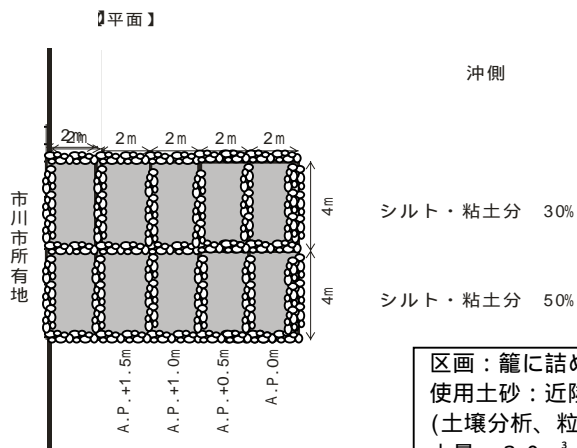 【平面】
沖側
2m 2m 2m 2m 2m
市川市所有地
4m
シルト・粘土分 30%
4m
シルト・粘土分 50%
A.P.+1.5m
A.P.+1.0m
A.P.+0.5m
A.P.0m
区画：籠に詰め
使用土砂：近隣
(土壌分析、粒